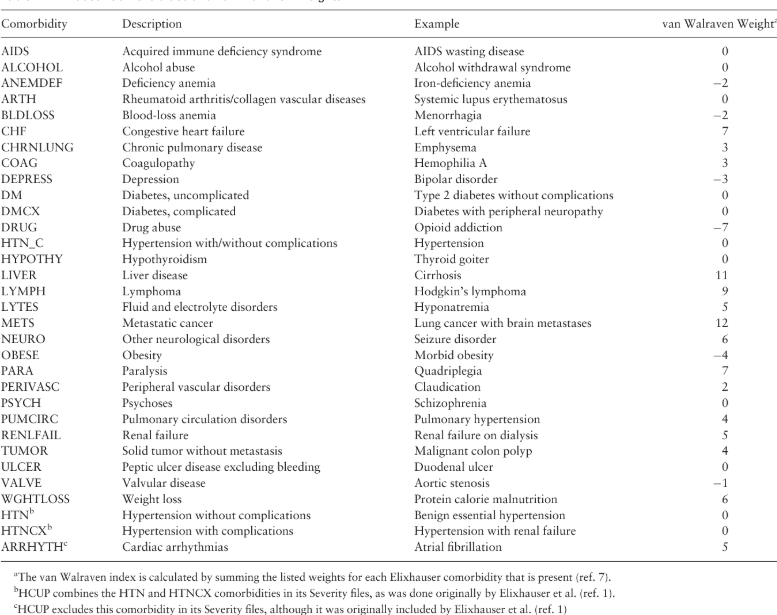 Comorbidity Description Example van Walraven Weightᵃ
AIDS Acquired immune deficiency syndrome AIDS wasting disease 0
ALCOHOL Alcohol abuse Alcohol withdrawal syndrome 0
ANEMDEF Deficiency anemia Iron-deficiency anemia −2
ARTH Rheumatoid arthritis/collagen vascular diseases Systemic lupus erythematosus 0
BLDLOSS Blood-loss anemia Menorrhagia −2
CHF Congestive heart failure Left ventricular failure 7
CHRNLUNG Chronic pulmonary disease Emphysema 3
COAG Coagulopathy Hemophilia A 3
DEPRESS Depression Bipolar disorder −3
DM Diabetes, uncomplicated Type 2 diabetes without complications 0
DMCX Diabetes, complicated Diabetes with peripheral neuropathy 0
DRUG Drug abuse Opioid addiction −7
HTN_C Hypertension with/without complications Hypertension 0
HYPOTHY Hypothyroidism Thyroid goiter 0
LIVER Liver disease Cirrhosis 11
LYMPH Lymphoma Hodgkin's lymphoma 9
LYTES Fluid and electrolyte disorders Hyponatremia 5
METS Metastatic cancer Lung cancer with brain metastases 12
NEURO Other neurological disorders Seizure disorder 6
OBESE Obesity Morbid obesity −4
PARA Paralysis Quadriplegia 7
PERIVASC Peripheral vascular disorders Claudication 2
PSYCH Psychoses Schizophrenia 0
PUMCIRC Pulmonary circulation disorders Pulmonary hypertension 4
RENLFAIL Renal failure Renal failure on dialysis 5
TUMOR Solid tumor without metastasis Malignant colon polyp 4
ULCER Peptic ulcer disease excluding bleeding Duodenal ulcer 0
VALVE Valvular disease Aortic stenosis −1
WGHTLOSS Weight loss Protein calorie malnutrition 6
HTNᵇ Hypertension without complications Benign essential hypertension 0
HTNCXᵇ Hypertension with complications Hypertension with renal failure 0
ARRHYTHᶜ Cardiac arrhythmias Atrial fibrillation 5
ᵃThe van Walraven index is calculated by summing the listed weights for each Elixhauser comorbidity that is present (ref. 7).
ᵇHCUP combines the HTN and HTNCX comorbidities in its Severity files, as was done originally by Elixhauser et al. (ref. 1).
ᶜHCUP excludes this comorbidity in its Severity files, although it was originally included by Elixhauser et al. (ref. 1)